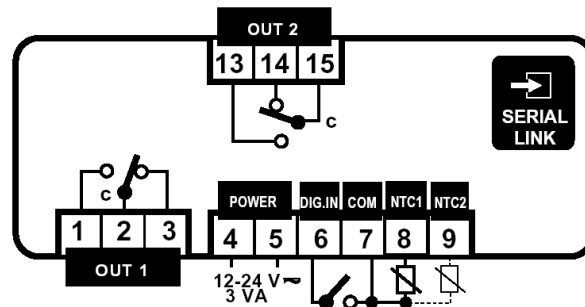 OUT 2
13 14 15
C
SERIAL
LINK
C
POWER DIG.IN COM NTC1 NTC2
1 2 3 4 5 6 7 8 9
OUT 1
12-24 V ~
3 VA